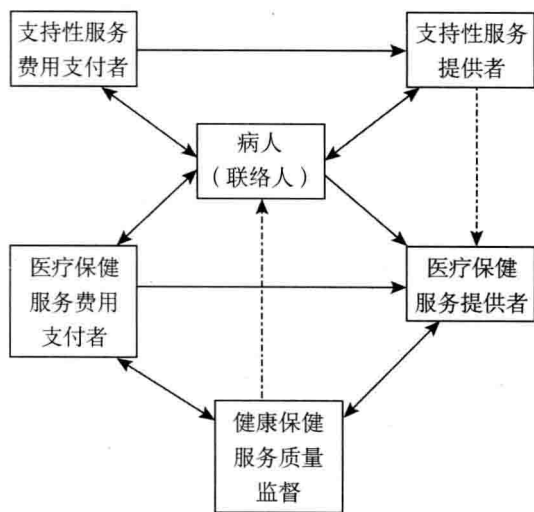 支持性服务
费用支付者
支持性服务
提供者
病人
（联络人）
医疗保健
服务费用
支付者
医疗保健
服务提供者
健康保健
服务质量
监督